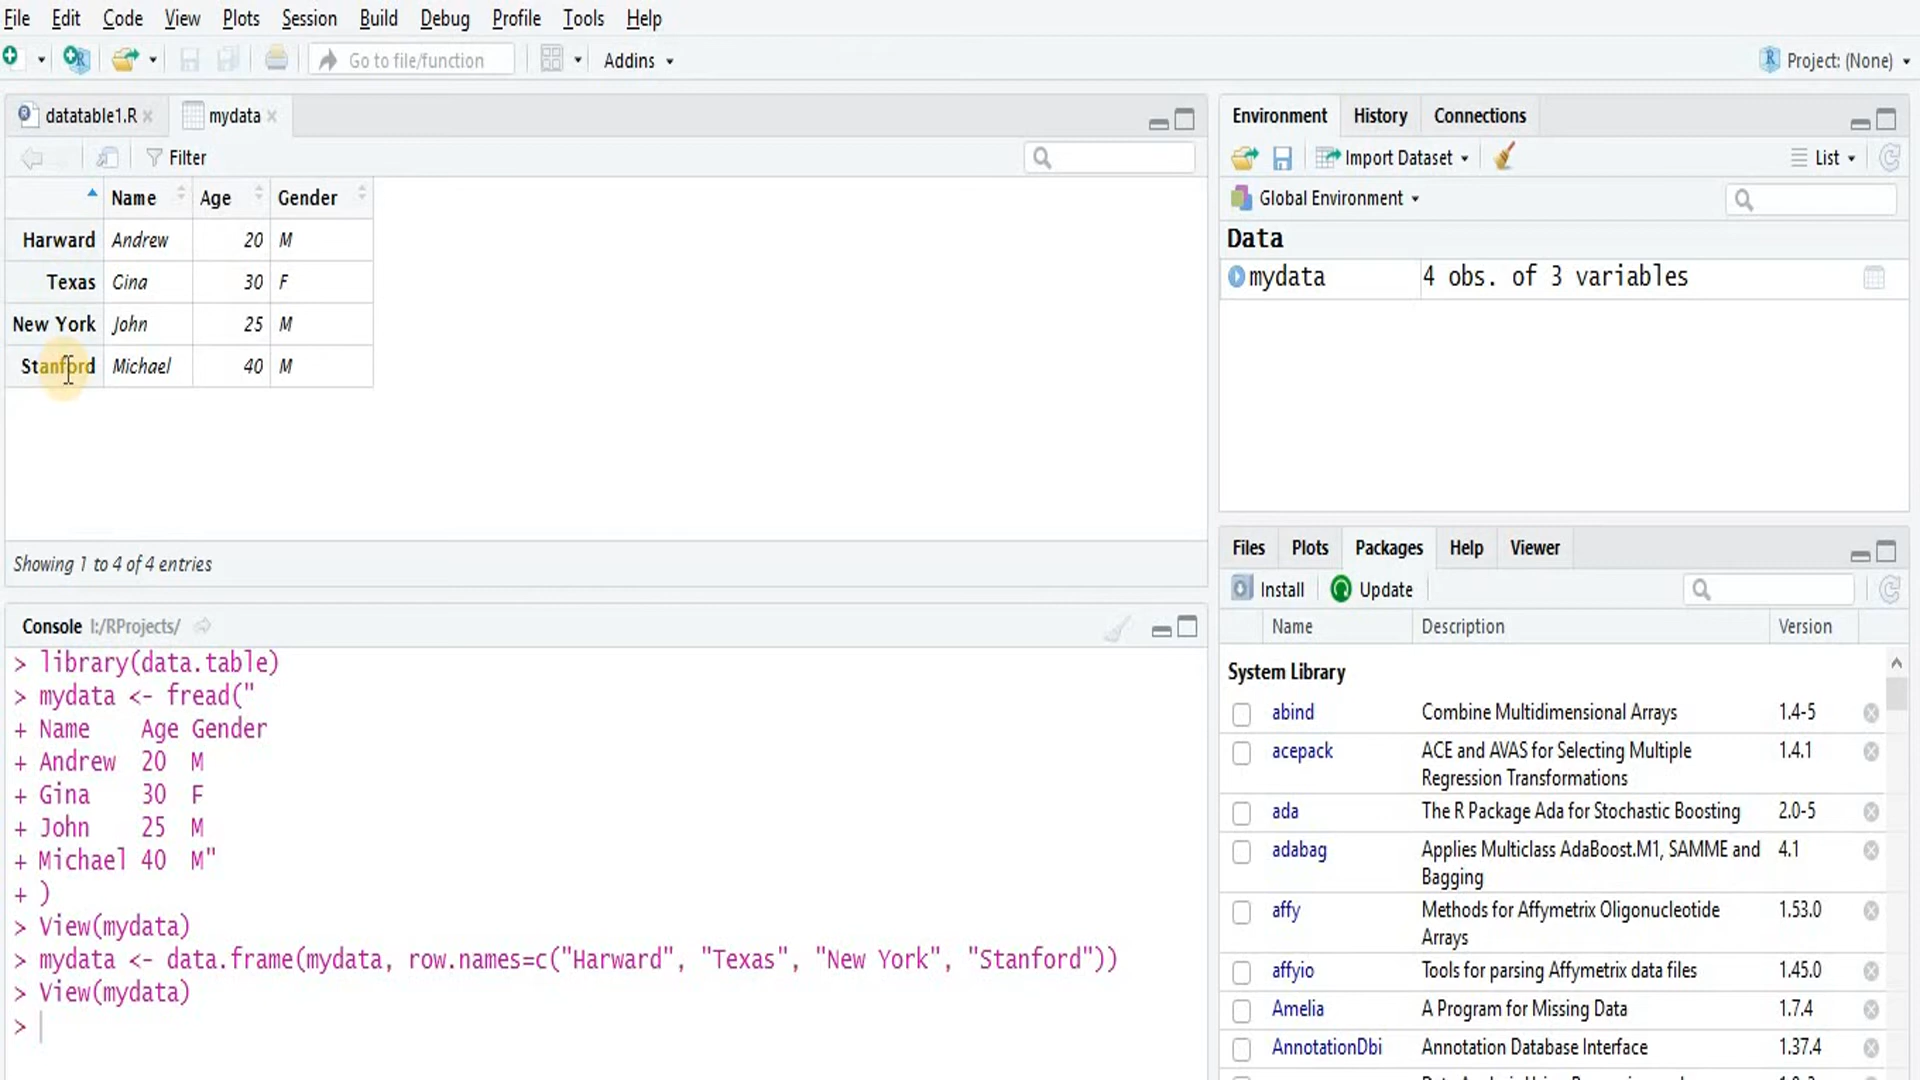 File Edit Code View Plots Session Build Debug Profile Tools Help
Go to file/function Addins Project: (None)
datatable1.R mydata
Filter
Name Age Gender
Harward Andrew 20 M
Texas Gina 30 F
New York John 25 M
Stanford Michael 40 M
Showing 1 to 4 of 4 entries
Console I:/RProjects/
> library(data.table)
> mydata <- fread("
+ Name Age Gender
+ Andrew 20 M
+ Gina 30 F
+ John 25 M
+ Michael 40 M"
+ )
> View(mydata)
> mydata <- data.frame(mydata, row.names=c("Harward", "Texas", "New York", "Stanford"))
> View(mydata)
>
Environment History Connections
Import Dataset List
Global Environment
Data
mydata 4 obs. of 3 variables
Files Plots Packages Help Viewer
Install Update
Name Description Version
System Library
abind Combine Multidimensional Arrays 1.4-5
acepack ACE and AVAS for Selecting Multiple 1.4.1
Regression Transformations
ada The R Package Ada for Stochastic Boosting 2.0-5
adabag Applies Multiclass AdaBoost.M1, SAMME and 4.1
Bagging
affy Methods for Affymetrix Oligonucleotide 1.53.0
Arrays
affyio Tools for parsing Affymetrix data files 1.45.0
Amelia A Program for Missing Data 1.7.4
AnnotationDbi Annotation Database Interface 1.37.4